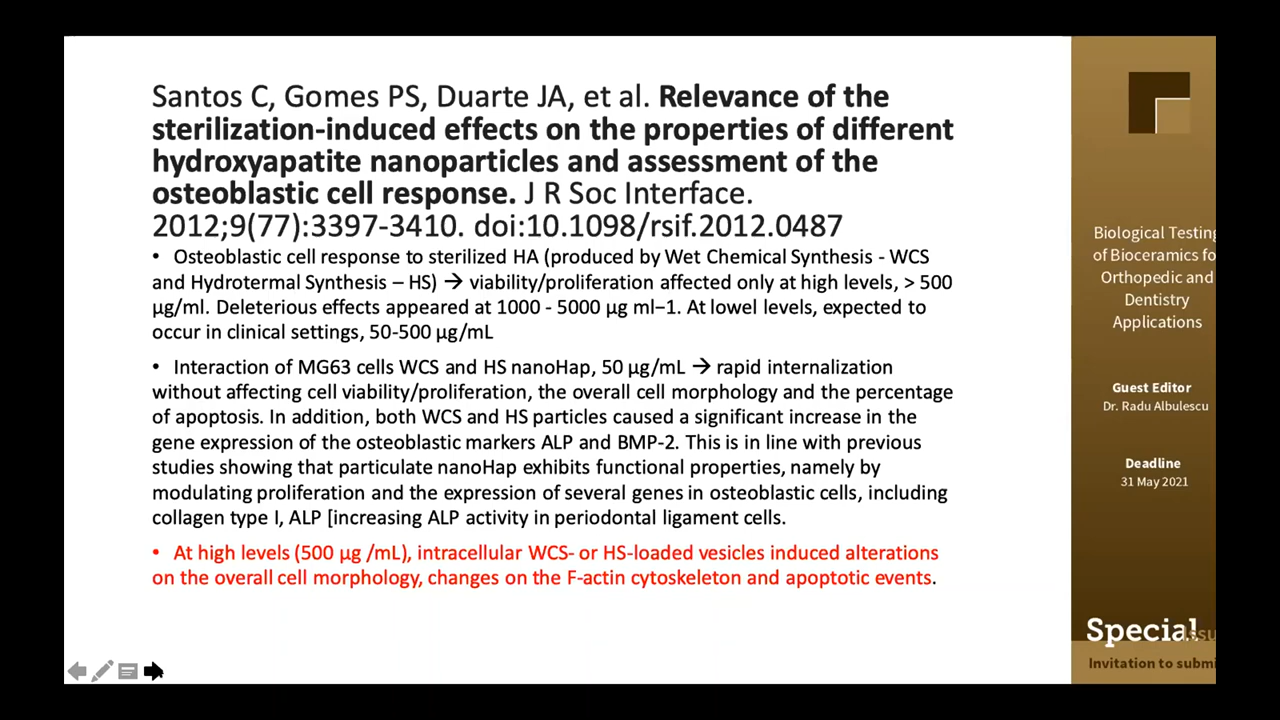 Santos C, Gomes PS, Duarte JA, et al. Relevance of the
sterilization-induced effects on the properties of different
hydroxyapatite nanoparticles and assessment of the
osteoblastic cell response. J R Soc Interface.
2012;9(77):3397-3410. doi:10.1098/rsif.2012.0487
• Osteoblastic cell response to sterilized HA (produced by Wet Chemical Synthesis - WCS
and Hydrotermal Synthesis – HS) → viability/proliferation affected only at high levels, > 500
µg/ml. Deleterious effects appeared at 1000 - 5000 µg ml−1. At lowel levels, expected to
occur in clinical settings, 50-500 µg/mL
• Interaction of MG63 cells WCS and HS nanoHap, 50 µg/mL → rapid internalization
without affecting cell viability/proliferation, the overall cell morphology and the percentage
of apoptosis. In addition, both WCS and HS particles caused a significant increase in the
gene expression of the osteoblastic markers ALP and BMP-2. This is in line with previous
studies showing that particulate nanoHap exhibits functional properties, namely by
modulating proliferation and the expression of several genes in osteoblastic cells, including
collagen type I, ALP [increasing ALP activity in periodontal ligament cells.
• At high levels (500 µg /mL), intracellular WCS- or HS-loaded vesicles induced alterations
on the overall cell morphology, changes on the F-actin cytoskeleton and apoptotic events.
Biological Testing
of Bioceramics fo
Orthopedic and
Dentistry
Applications
Guest Editor
Dr. Radu Albulescu
Deadline
31 May 2021
Special Issu
Invitation to submi